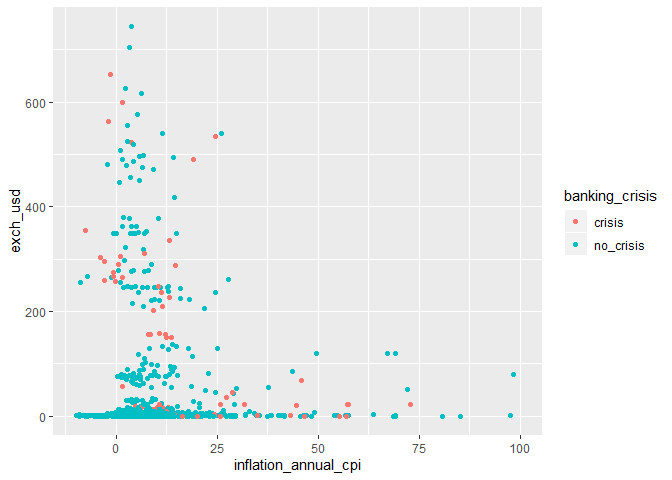 600
400
200
0
exch_usd
0 25 50 75 100
inflation_annual_cpi
banking_crisis
crisis
no_crisis